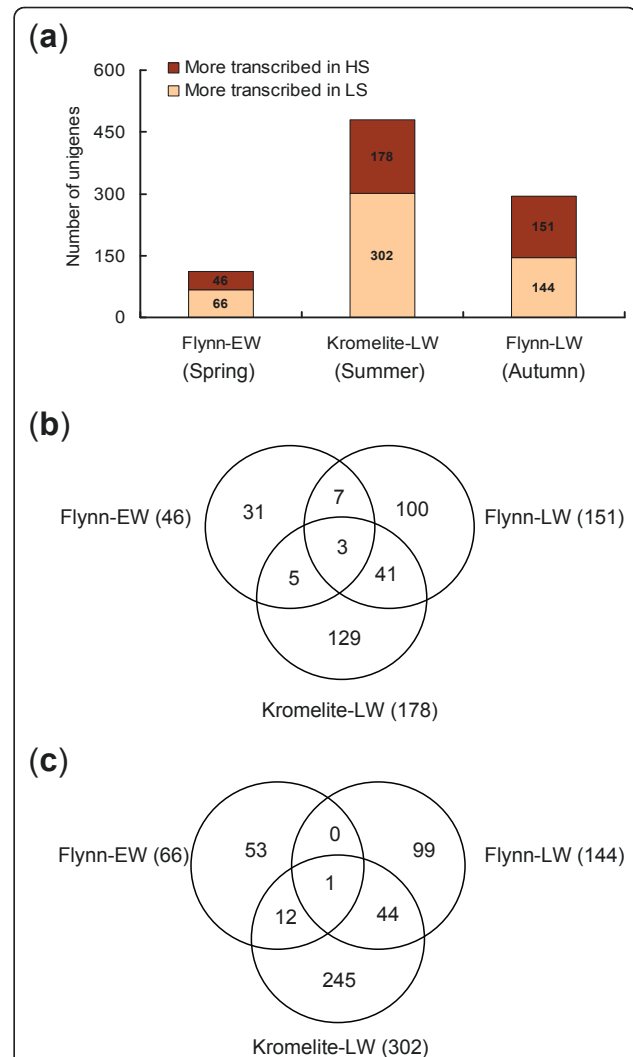 (a)
600
450
300
150
0
Number of unigenes
More transcribed in HS
More transcribed in LS
46
66
178
302
151
144
Flynn-EW
(Spring)
Kromelite-LW
(Summer)
Flynn-LW
(Autumn)
(b)
Flynn-EW (46)
31
7
100
Flynn-LW (151)
3
5
41
129
Kromelite-LW (178)
(c)
Flynn-EW (66)
53
0
99
Flynn-LW (144)
1
12
44
245
Kromelite-LW (302)